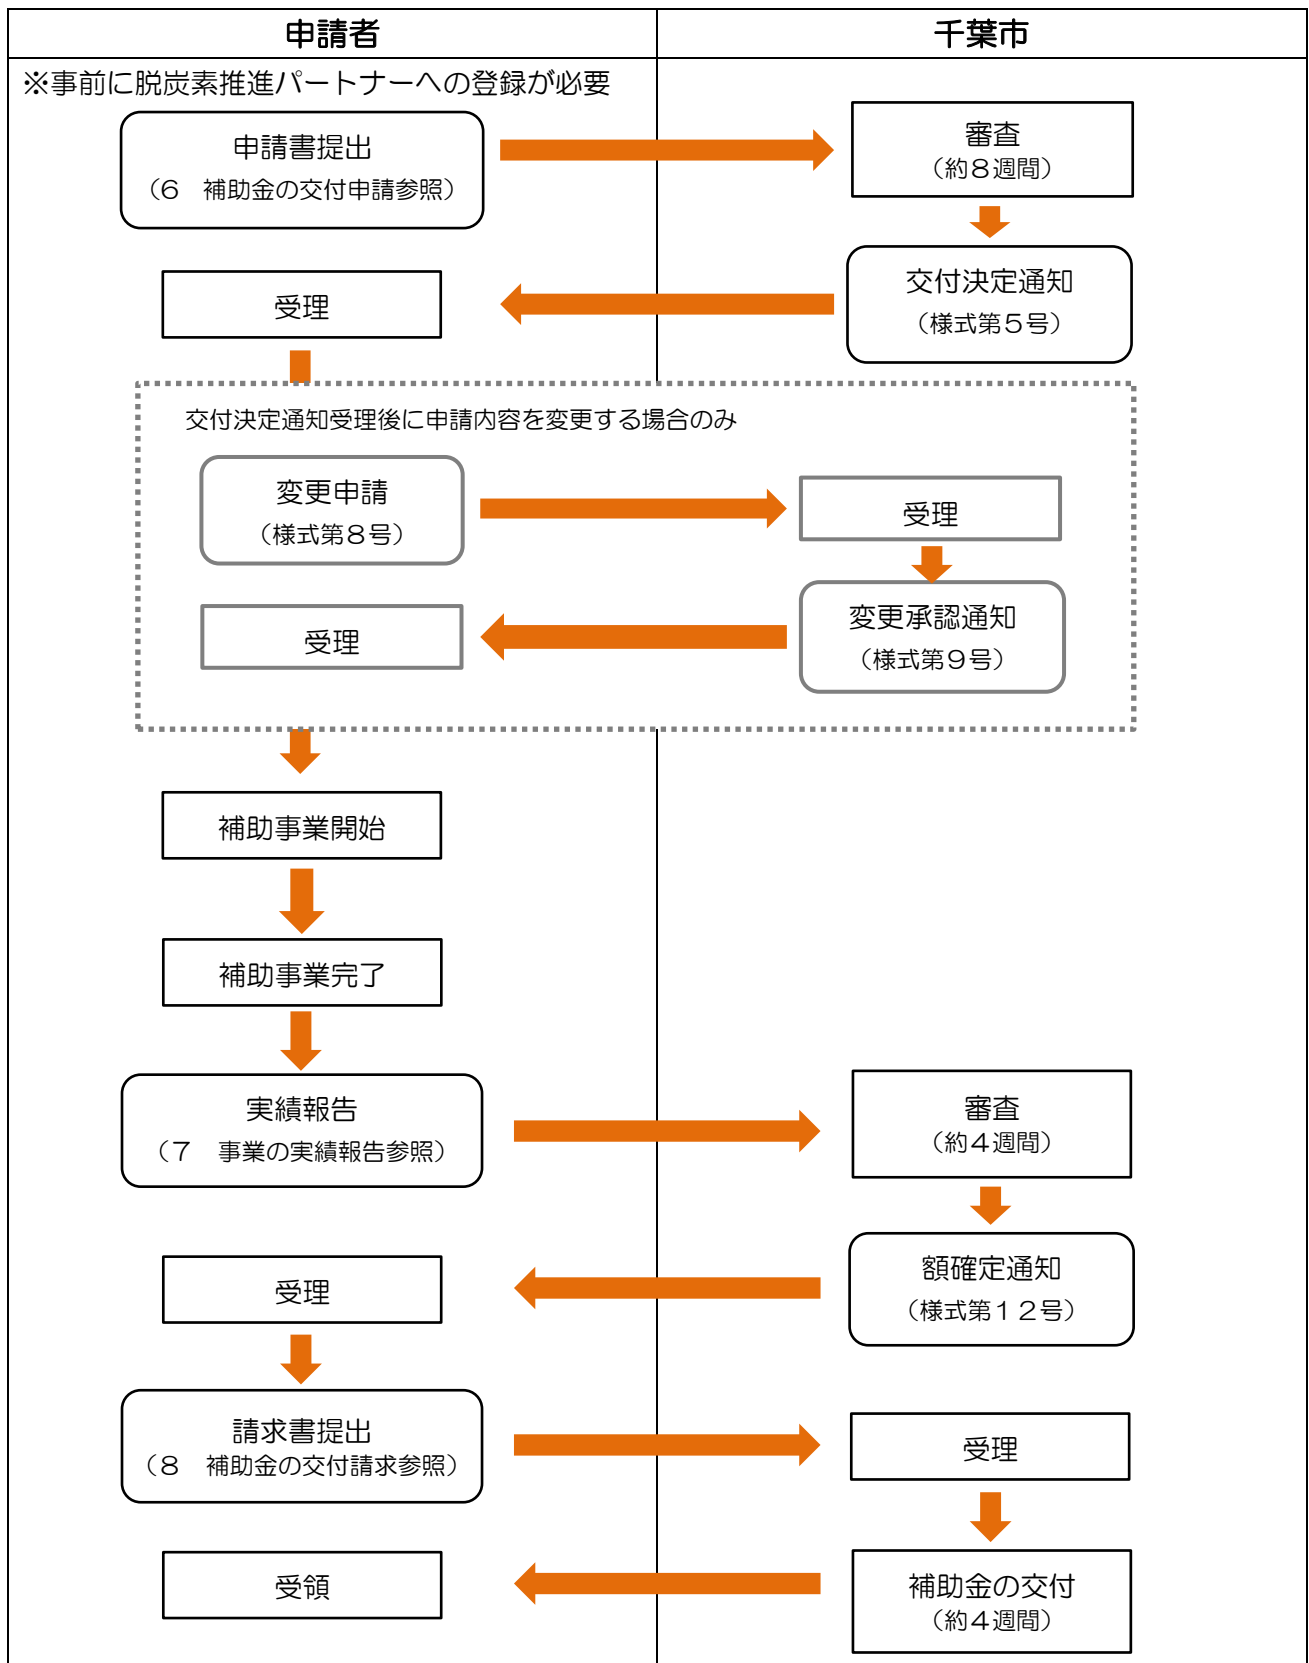 申請者
千葉市
※事前に脱炭素推進パートナーへの登録が必要
申請書提出
（６　補助金の交付申請参照）
審査
（約８週間）
交付決定通知
（様式第５号）
受理
交付決定通知受理後に申請内容を変更する場合のみ
変更申請
（様式第８号）
受理
変更承認通知
（様式第９号）
受理
補助事業開始
補助事業完了
実績報告
（７　事業の実績報告参照）
審査
（約４週間）
額確定通知
（様式第１２号）
受理
請求書提出
（８　補助金の交付請求参照）
受理
補助金の交付
（約４週間）
受領